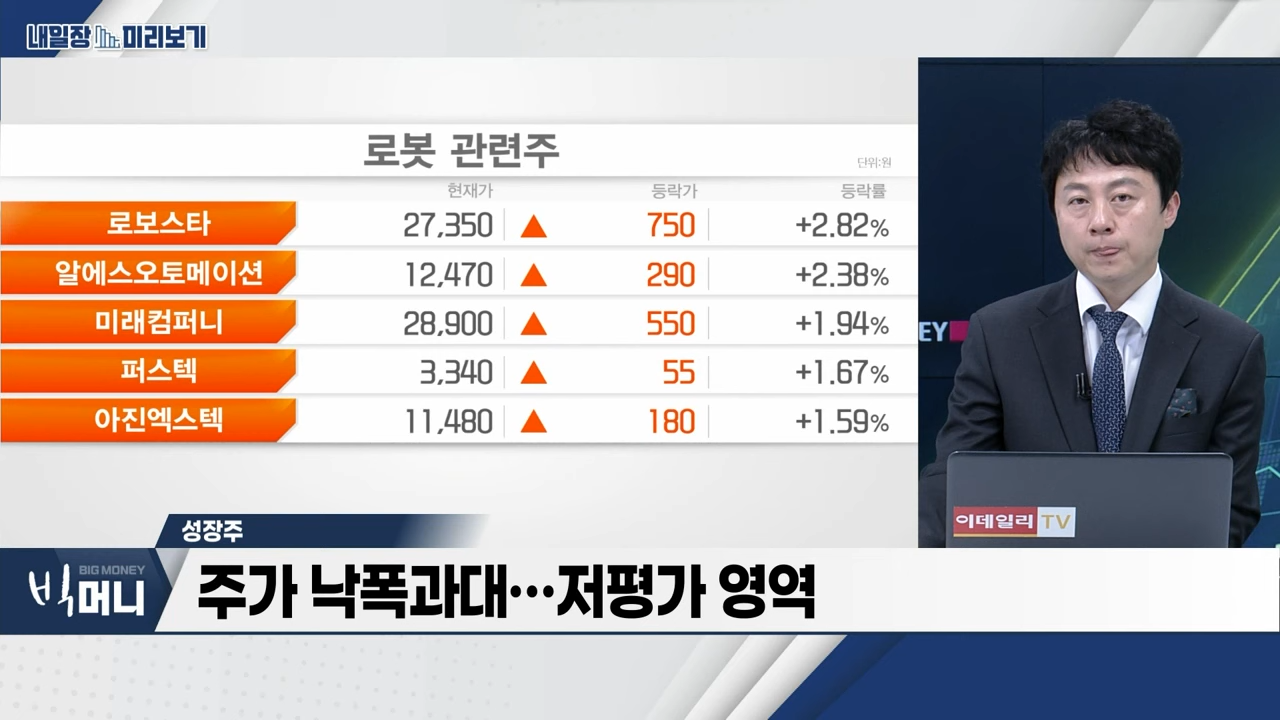 내일장 미리보기
로봇 관련주
단위:원
현재가 등락가 등락률
로보스타 27,350 ▲ 750 +2.82%
알에스오토메이션 12,470 ▲ 290 +2.38%
미래컴퍼니 28,900 ▲ 550 +1.94%
퍼스텍 3,340 ▲ 55 +1.67%
아진엑스텍 11,480 ▲ 180 +1.59%
EY
이데일리 TV
성장주
BIG MONEY
빅머니
주가 낙폭과대…저평가 영역